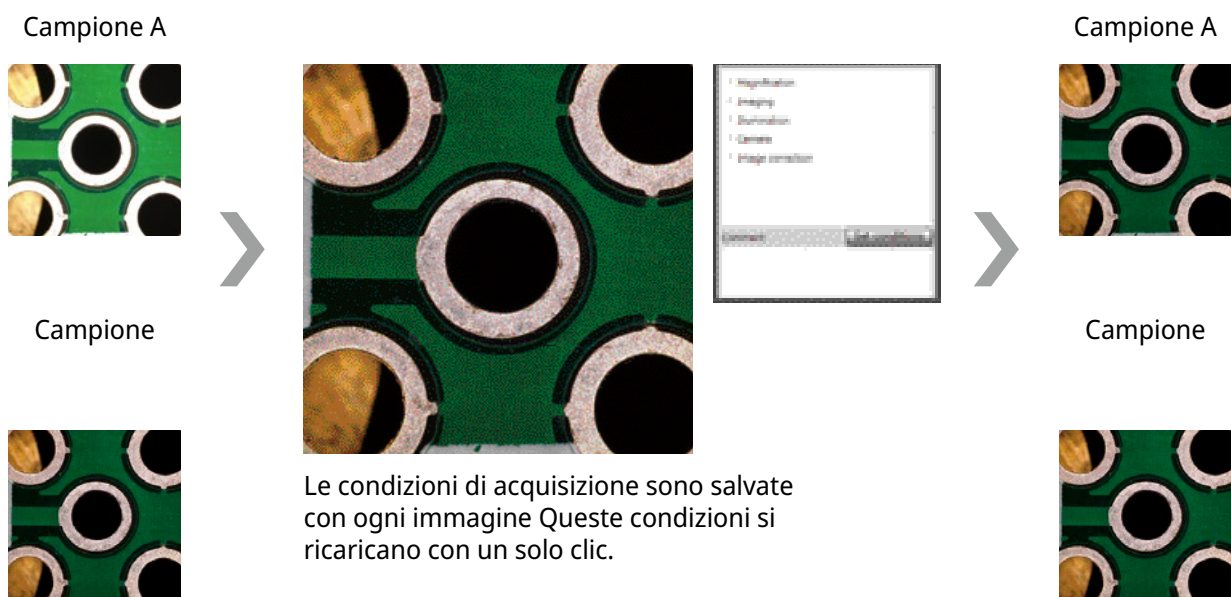 Campione A
Campione A
Magnification
Imaging
Illumination
Camera
Image correction
Campione
Campione
Le condizioni di acquisizione sono salvate
con ogni immagine Queste condizioni si
ricaricano con un solo clic.